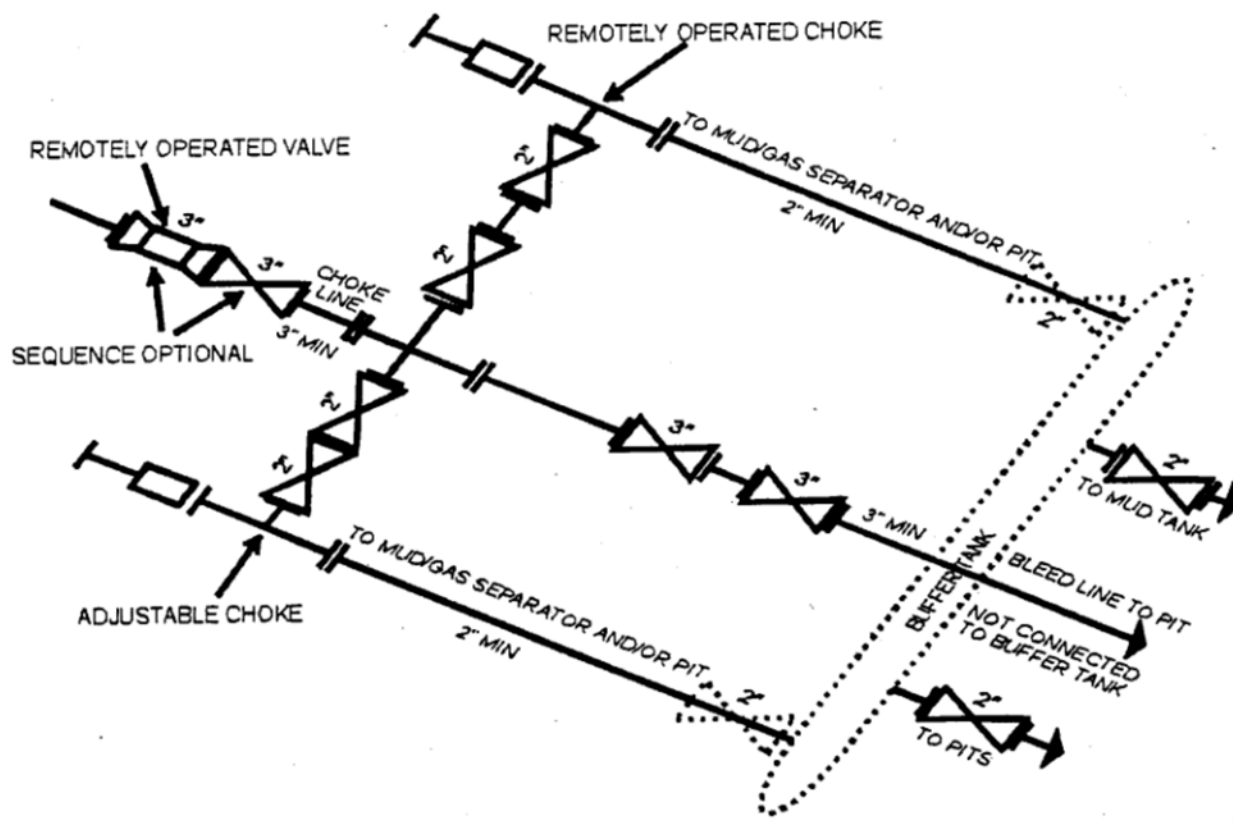 REMOTELY OPERATED CHOKE
REMOTELY OPERATED VALVE
TO MUD/GAS SEPARATOR AND/OR PIT
2" MIN
2"
2"
3"
3"
CHOKE
LINE
3" MIN
SEQUENCE OPTIONAL
2"
2"
2"
3"
3"
3" MIN
2"
TO MUD TANK
BUFFER TANK
BLEED LINE TO PIT
NOT CONNECTED
TO BUFFER TANK
TO MUD/GAS SEPARATOR AND/OR PIT
2" MIN
ADJUSTABLE CHOKE
2"
2"
TO PITS